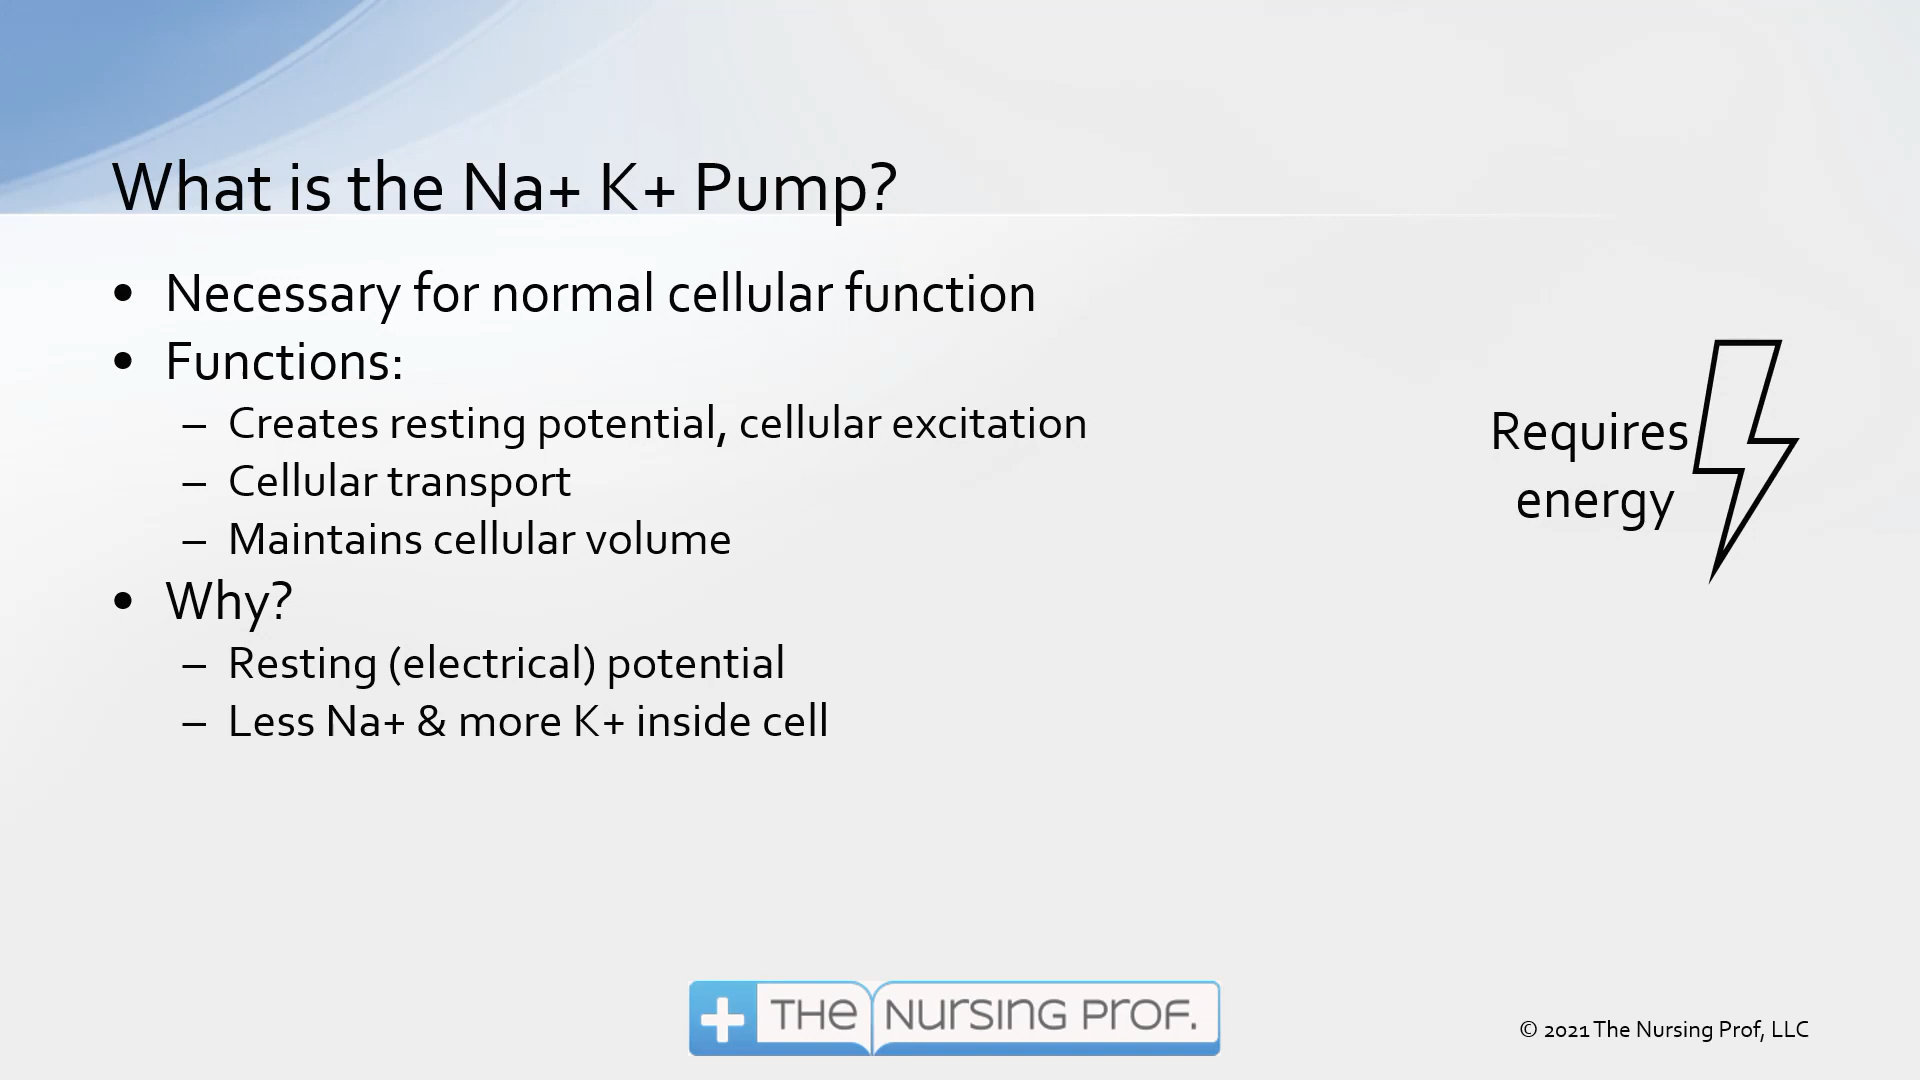 What is the Na+ K+ Pump?
• Necessary for normal cellular function
• Functions:
– Creates resting potential, cellular excitation
– Cellular transport
– Maintains cellular volume
• Why?
– Resting (electrical) potential
– Less Na+ & more K+ inside cell
Requires
energy
THE NURSING PROF.
© 2021 The Nursing Prof, LLC